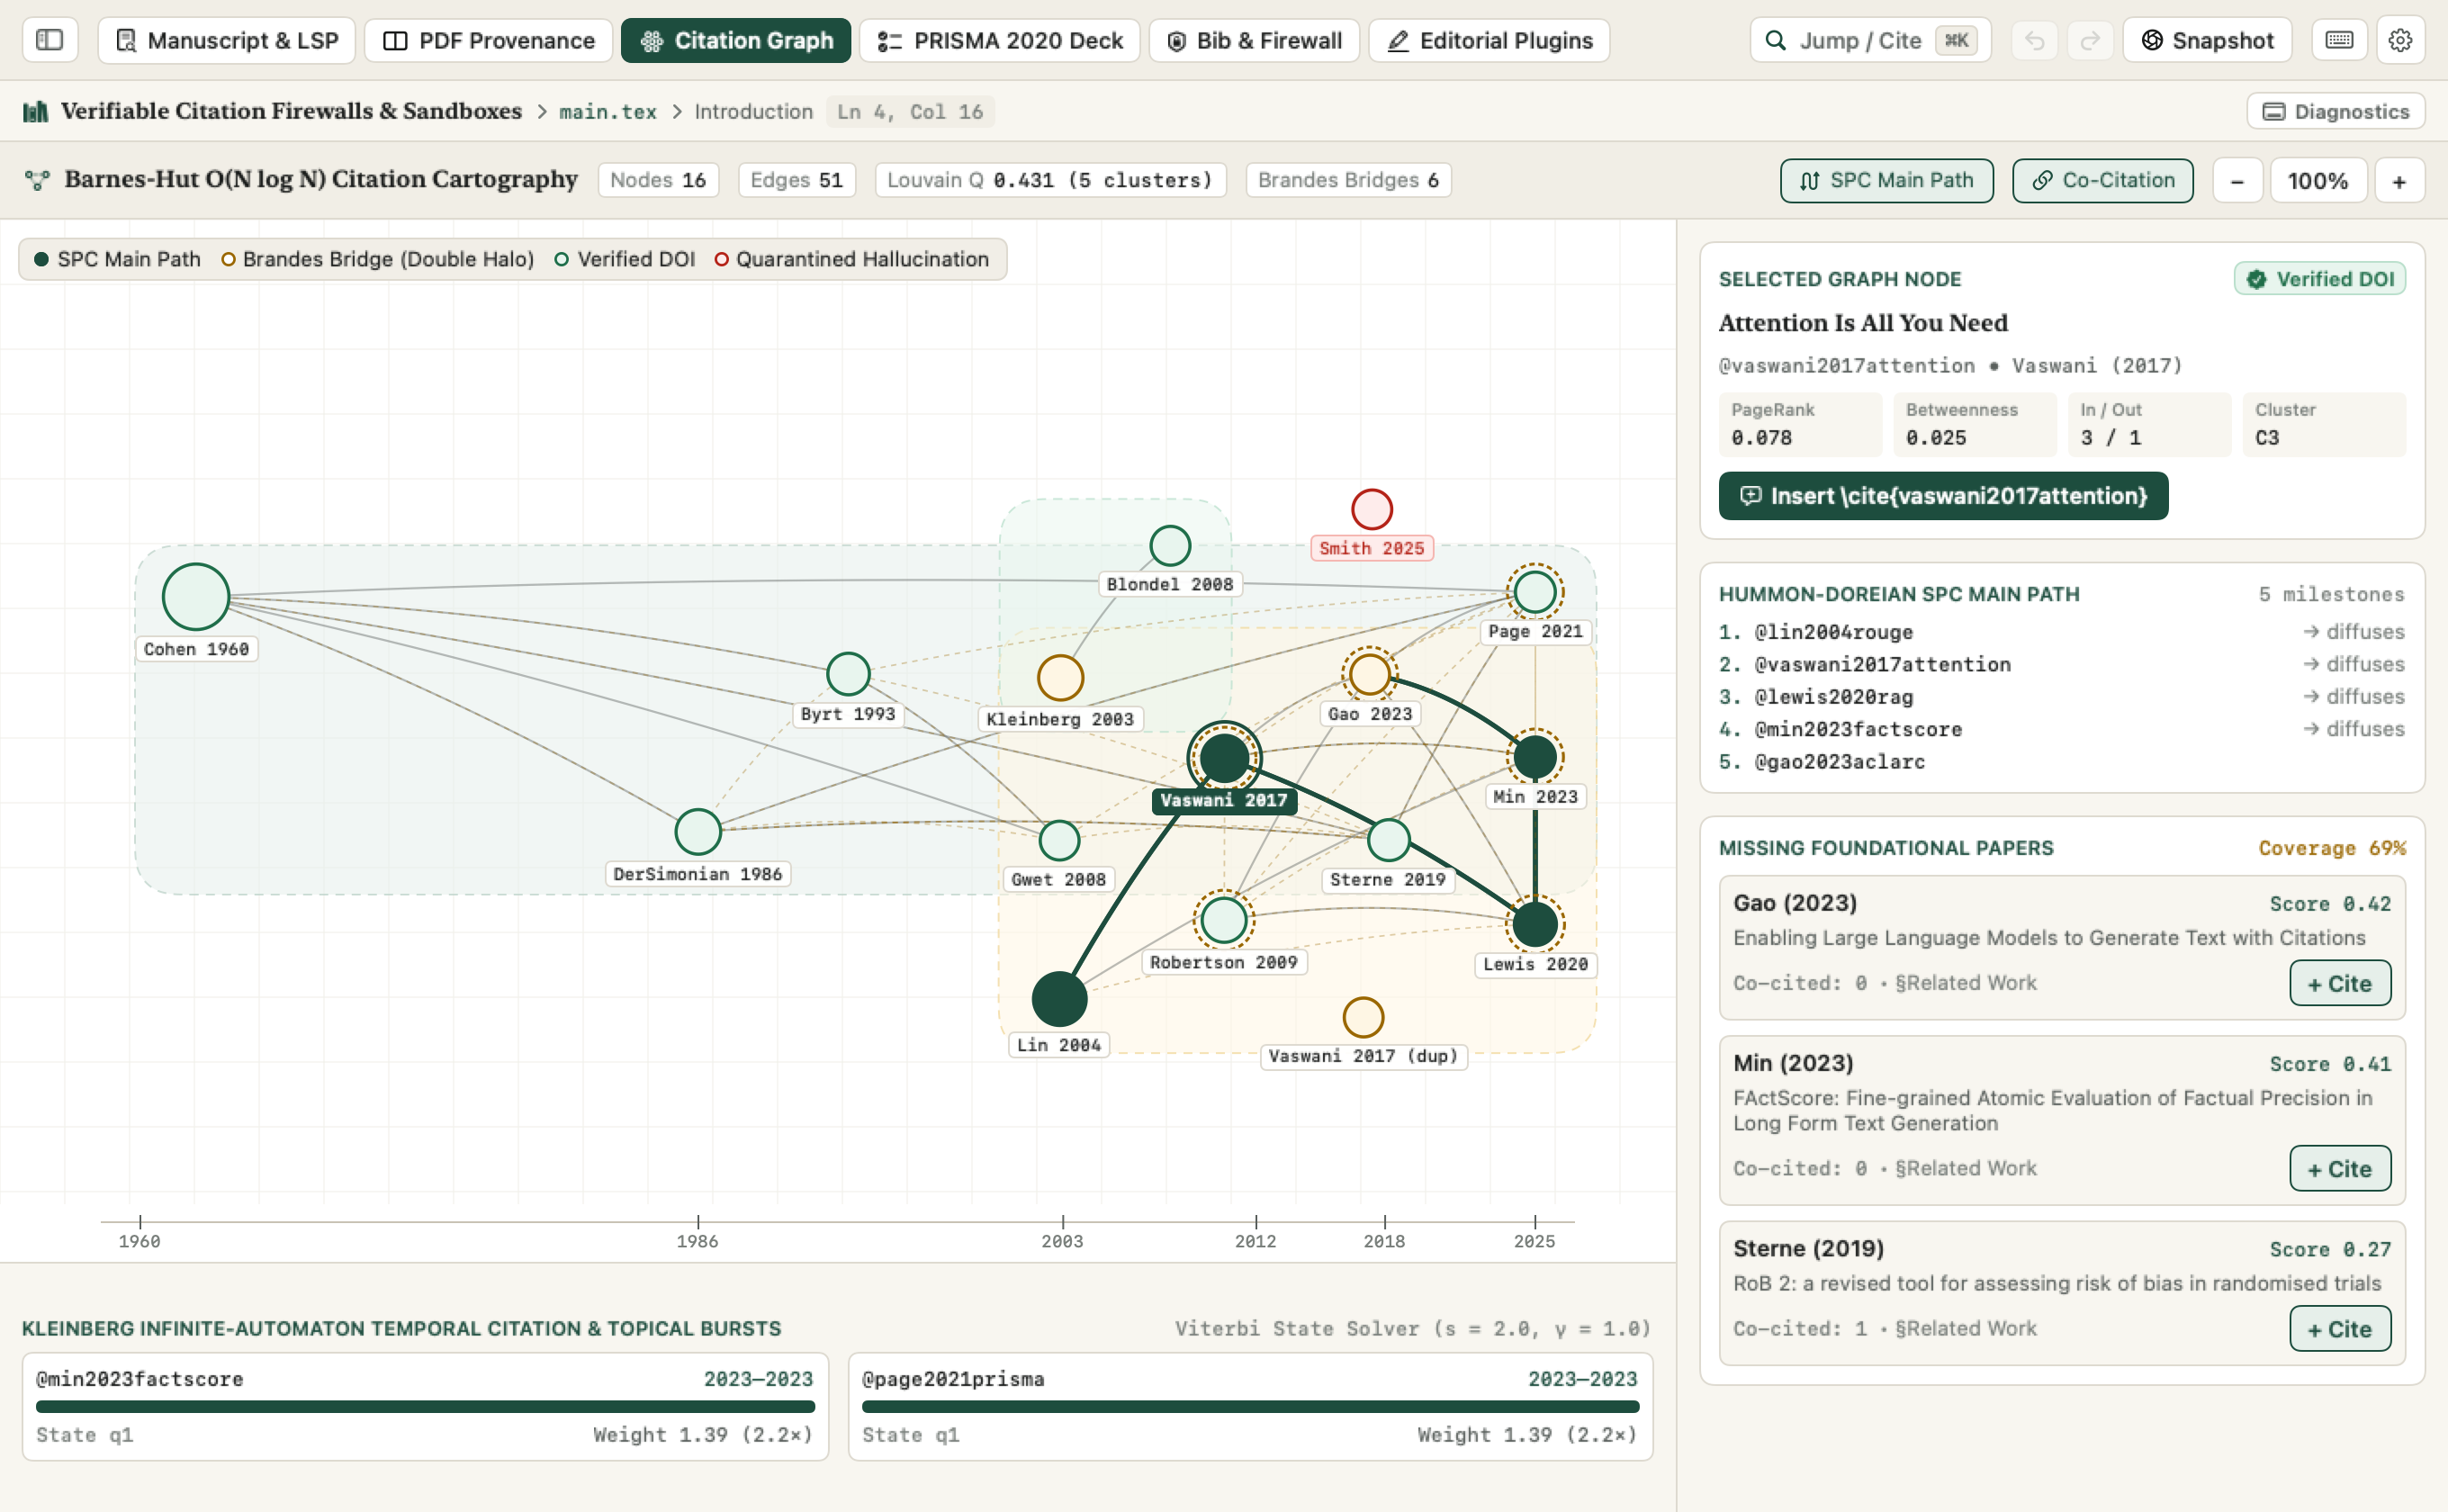 Manuscript & LSP
PDF Provenance
Citation Graph
PRISMA 2020 Deck
Bib & Firewall
Editorial Plugins
Jump / Cite ⌘K
Snapshot
Verifiable Citation Firewalls & Sandboxes > main.tex > Introduction Ln 4, Col 16
Diagnostics
Barnes-Hut O(N log N) Citation Cartography
Nodes 16
Edges 51
Louvain Q 0.431 (5 clusters)
Brandes Bridges 6
SPC Main Path
Co-Citation
− 100% +
SPC Main Path
Brandes Bridge (Double Halo)
Verified DOI
Quarantined Hallucination
Smith 2025
Blondel 2008
Page 2021
Cohen 1960
Byrt 1993
Kleinberg 2003
Gao 2023
Vaswani 2017
Min 2023
DerSimonian 1986
Gwet 2008
Sterne 2019
Robertson 2009
Lewis 2020
Lin 2004
Vaswani 2017 (dup)
1960 1986 2003 2012 2018 2025
KLEINBERG INFINITE-AUTOMATON TEMPORAL CITATION & TOPICAL BURSTS
Viterbi State Solver (s = 2.0, γ = 1.0)
@min2023factscore 2023–2023
State q1 Weight 1.39 (2.2×)
@page2021prisma 2023–2023
State q1 Weight 1.39 (2.2×)
SELECTED GRAPH NODE
Verified DOI
Attention Is All You Need
@vaswani2017attention • Vaswani (2017)
PageRank
0.078
Betweenness
0.025
In / Out
3 / 1
Cluster
C3
Insert \cite{vaswani2017attention}
HUMMON-DOREIAN SPC MAIN PATH 5 milestones
1. @lin2004rouge → diffuses
2. @vaswani2017attention → diffuses
3. @lewis2020rag → diffuses
4. @min2023factscore → diffuses
5. @gao2023aclarc
MISSING FOUNDATIONAL PAPERS Coverage 69%
Gao (2023) Score 0.42
Enabling Large Language Models to Generate Text with Citations
Co-cited: 0 · §Related Work + Cite
Min (2023) Score 0.41
FActScore: Fine-grained Atomic Evaluation of Factual Precision in
Long Form Text Generation
Co-cited: 0 · §Related Work + Cite
Sterne (2019) Score 0.27
RoB 2: a revised tool for assessing risk of bias in randomised trials
Co-cited: 1 · §Related Work + Cite